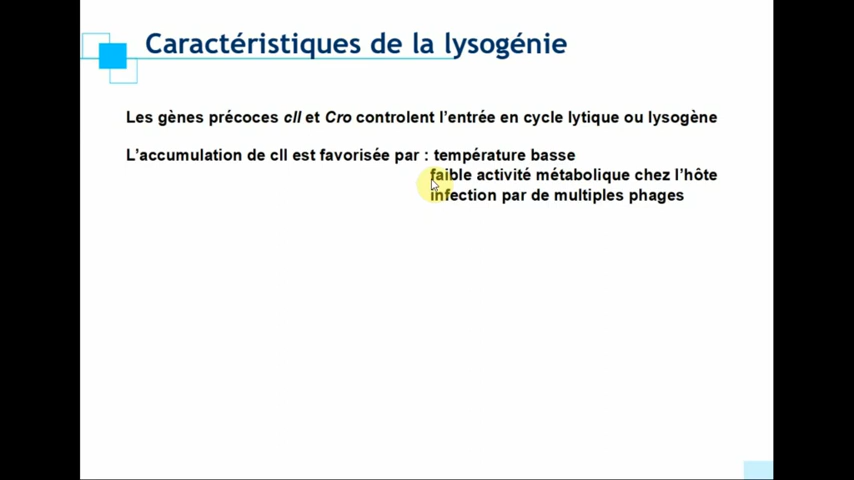 Caractéristiques de la lysogénie
Les gènes précoces cII et Cro controlent l'entrée en cycle lytique ou lysogène
L'accumulation de cII est favorisée par : température basse
faible activité métabolique chez l'hôte
infection par de multiples phages